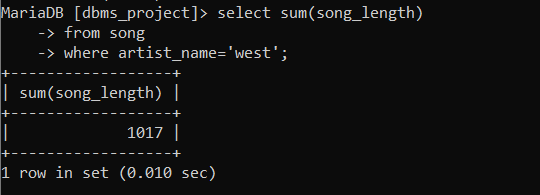 MariaDB [dbms_project]> select sum(song_length)
    -> from song
    -> where artist_name='west';
+------------------+
| sum(song_length) |
+------------------+
|             1017 |
+------------------+
1 row in set (0.010 sec)